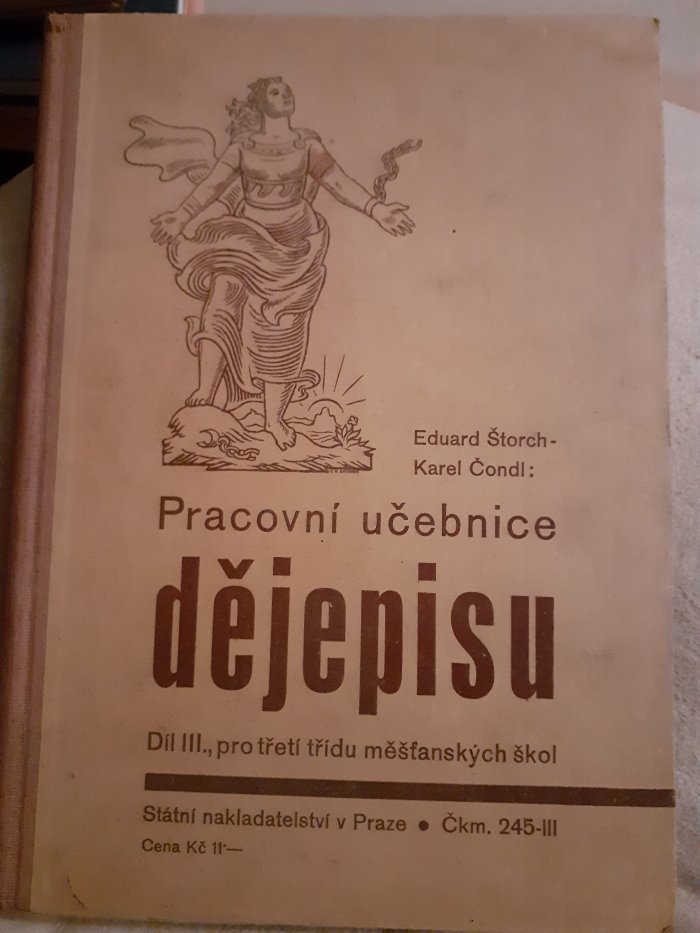 Eduard Štorch-
Karel Čondl:
Pracovní učebnice
dějepisu
Díl III., pro třetí třídu měšťanských škol
Státní nakladatelství v Praze ● Čkm. 245-III
Cena Kč 11·—